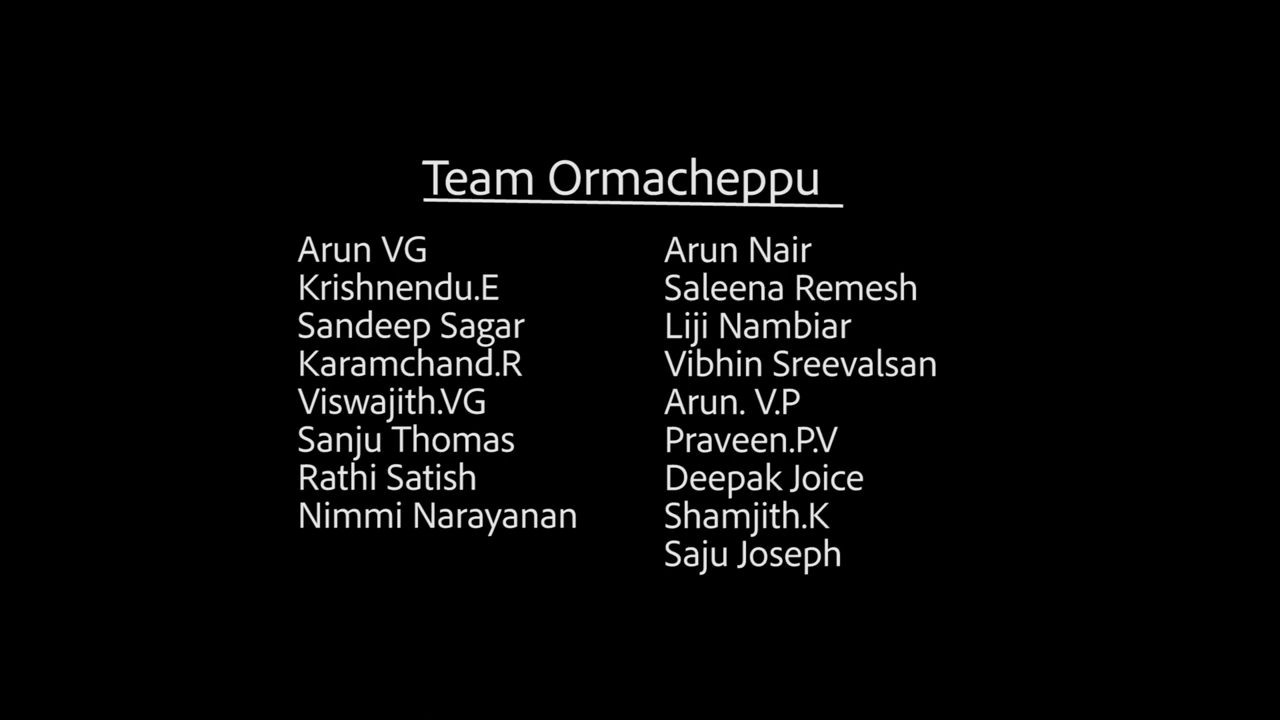 Team Ormacheppu
Arun VG
Krishnendu.E
Sandeep Sagar
Karamchand.R
Viswajith.VG
Sanju Thomas
Rathi Satish
Nimmi Narayanan
Arun Nair
Saleena Remesh
Liji Nambiar
Vibhin Sreevalsan
Arun. V.P
Praveen.P.V
Deepak Joice
Shamjith.K
Saju Joseph